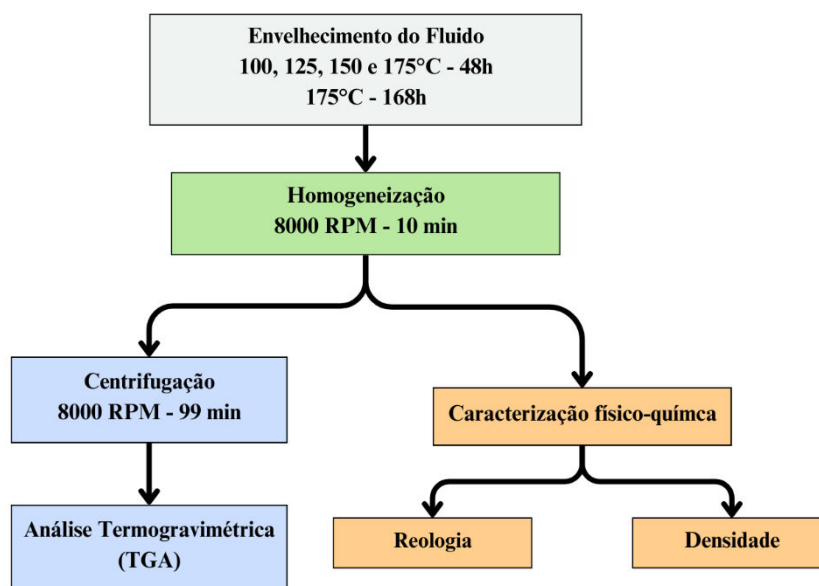 Envelhecimento do Fluido
100, 125, 150 e 175°C - 48h
175°C - 168h
Homogeneização
8000 RPM - 10 min
Centrifugação
8000 RPM - 99 min
Caracterização físico-químca
Análise Termogravimétrica
(TGA)
Reologia
Densidade